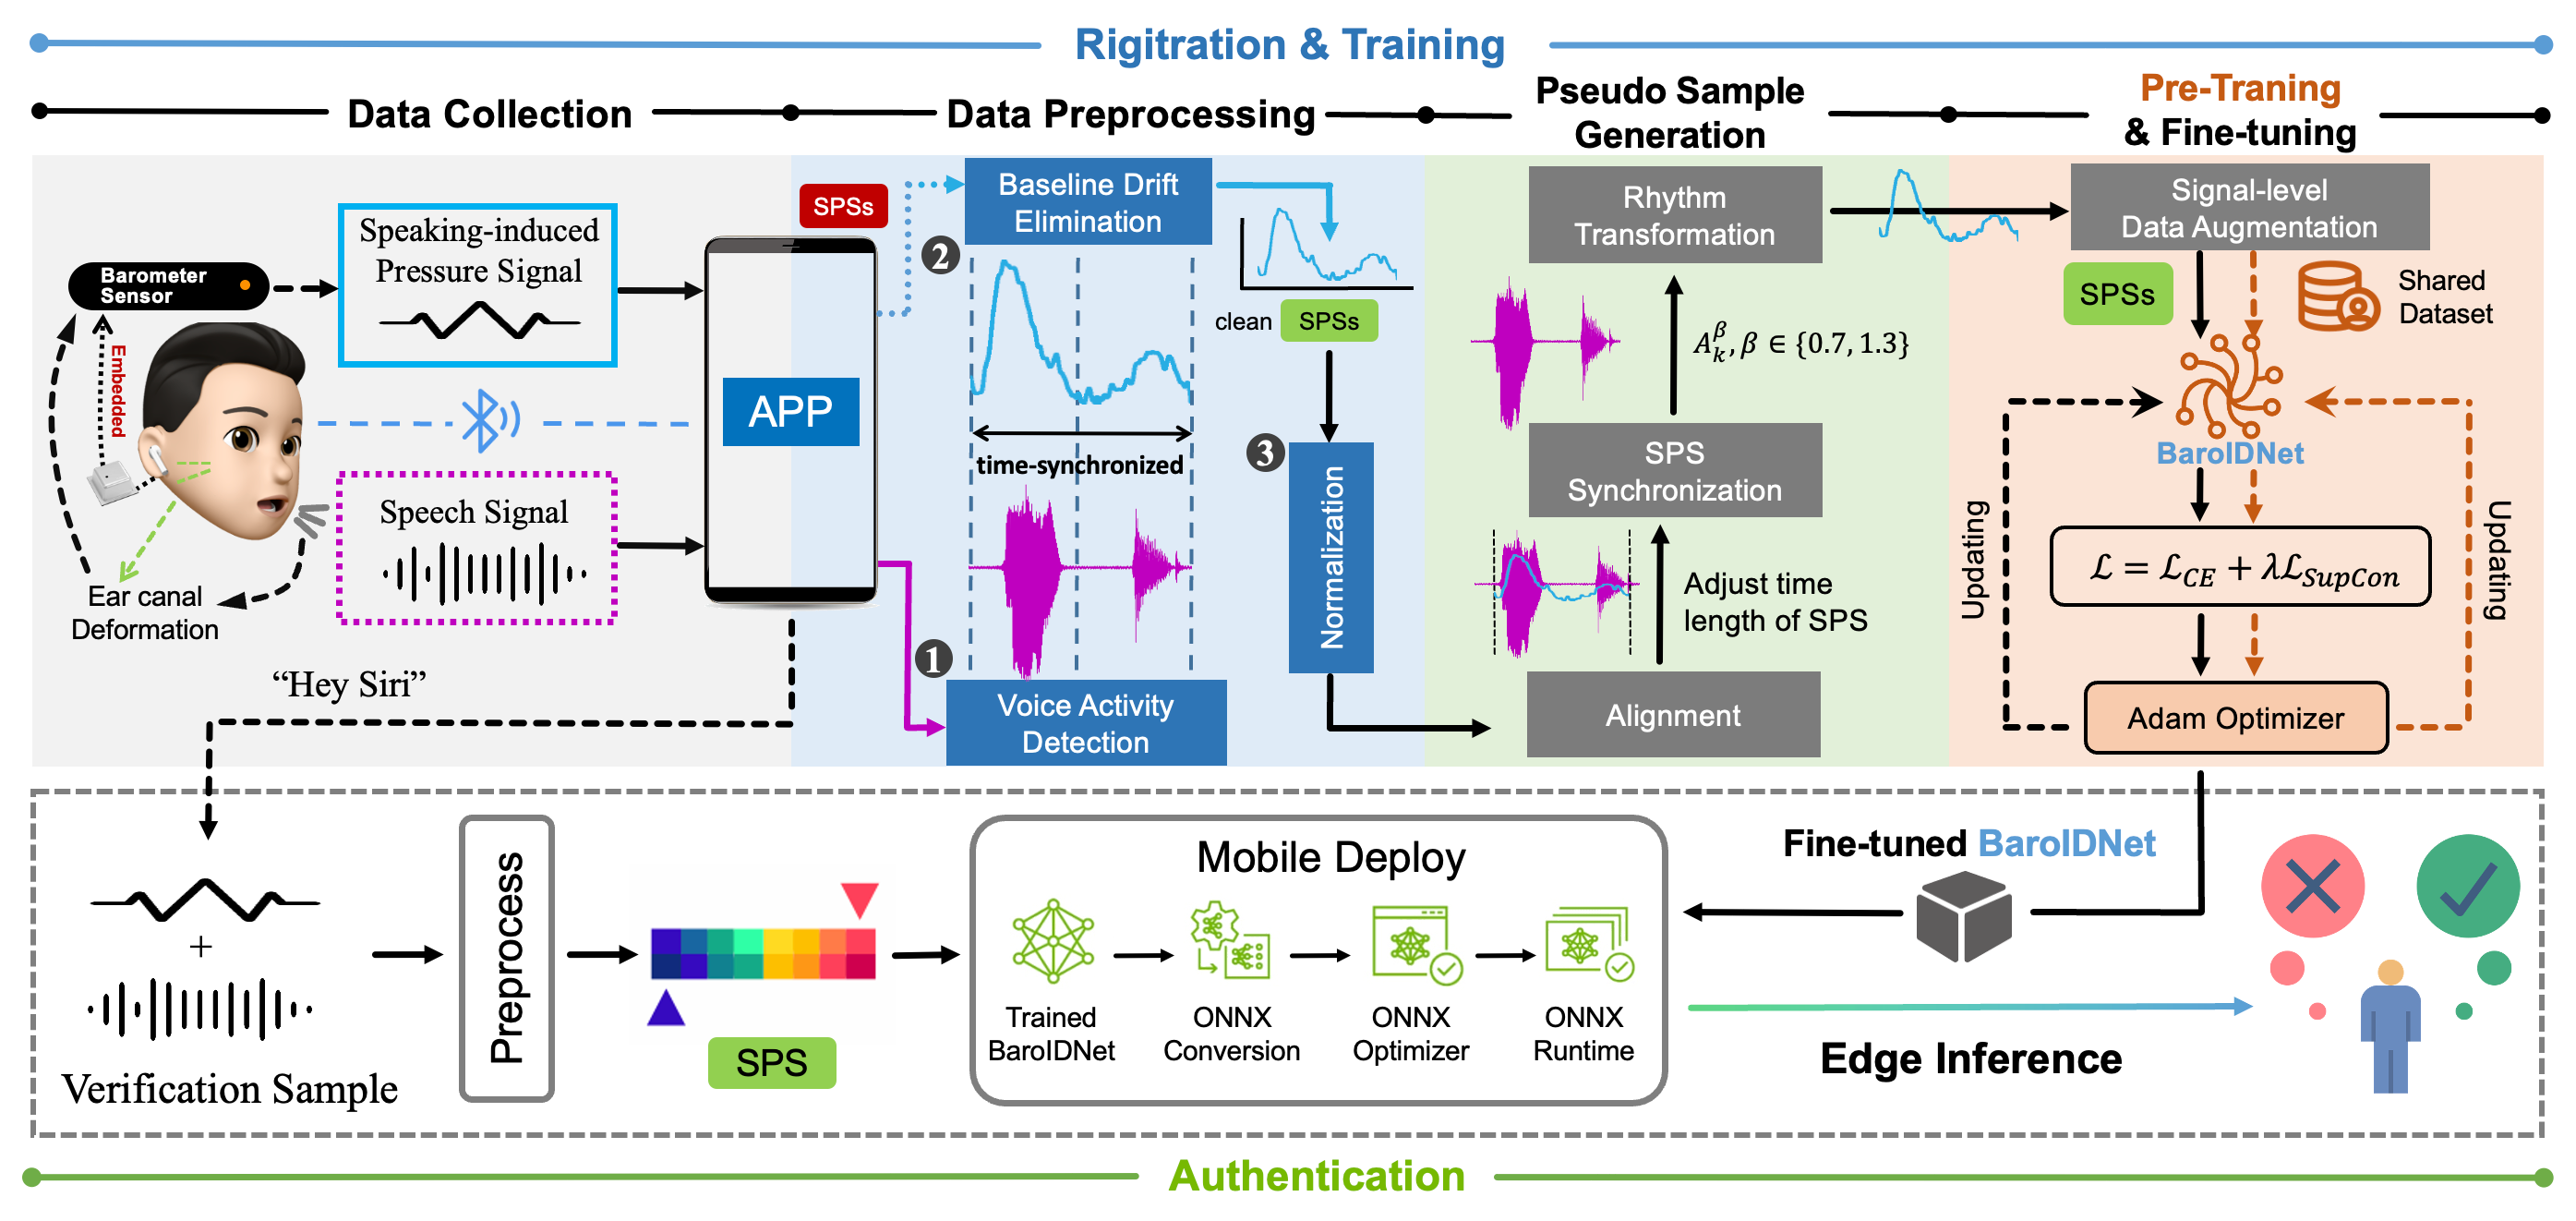 Rigitration & Training
Data Collection
Data Preprocessing
Pseudo Sample
Generation
Pre-Traning
& Fine-tuning
Barometer
Sensor
Embedded
Speaking-induced
Pressure Signal
Speech Signal
Ear canal
Deformation
“Hey Siri”
APP
SPSs
2
Baseline Drift
Elimination
time-synchronized
1
Voice Activity
Detection
clean SPSs
3
Normalization
Rhythm
Transformation
A_k^β, β ∈ {0.7, 1.3}
SPS
Synchronization
Adjust time
length of SPS
Alignment
Signal-level
Data Augmentation
SPSs
Shared
Dataset
BaroIDNet
Updating
Updating
ℒ = ℒ_CE + λℒ_SupCon
Adam Optimizer
+
Verification Sample
Preprocess
SPS
Mobile Deploy
Trained
BaroIDNet
ONNX
Conversion
ONNX
Optimizer
ONNX
Runtime
Fine-tuned BaroIDNet
Edge Inference
Authentication